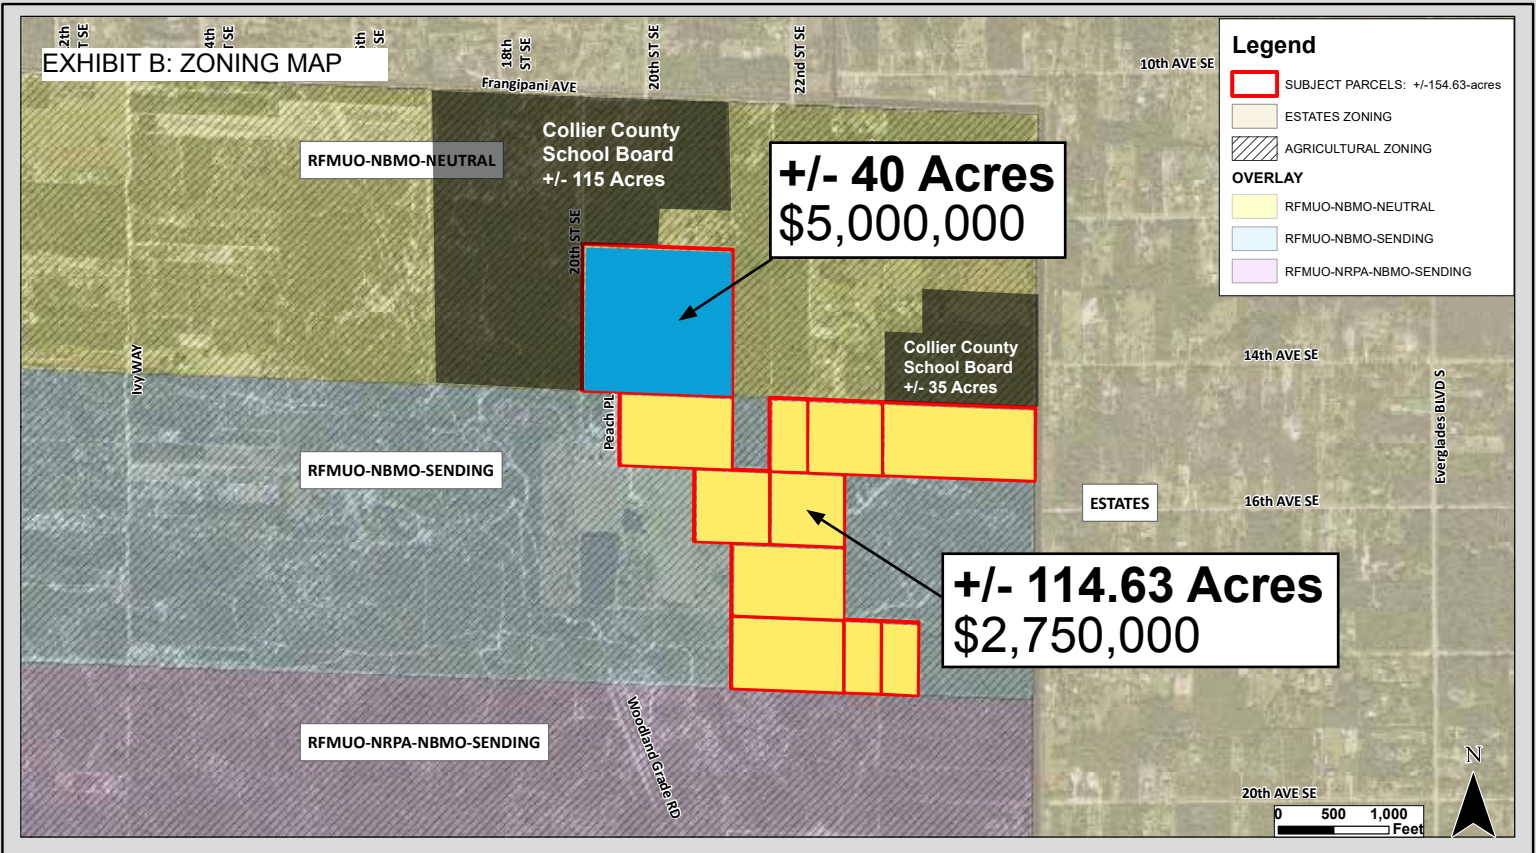 EXHIBIT B: ZONING MAP
18th
ST SE
20th ST SE
22nd ST SE
10th AVE SE
Frangipani AVE
Legend
SUBJECT PARCELS: +/-154.63-acres
ESTATES ZONING
AGRICULTURAL ZONING
OVERLAY
RFMUO-NBMO-NEUTRAL
RFMUO-NBMO-SENDING
RFMUO-NRPA-NBMO-SENDING
RFMUO-NBMO-NEUTRAL
Collier County
School Board
+/- 115 Acres
+/- 40 Acres
$5,000,000
20th ST SE
Collier County
School Board
+/- 35 Acres
14th AVE SE
Ivy WAY
Peach PL
Everglades BLVD S
RFMUO-NBMO-SENDING
ESTATES
16th AVE SE
+/- 114.63 Acres
$2,750,000
RFMUO-NRPA-NBMO-SENDING
Woodland Grade RD
20th AVE SE
N
0 500 1,000
Feet